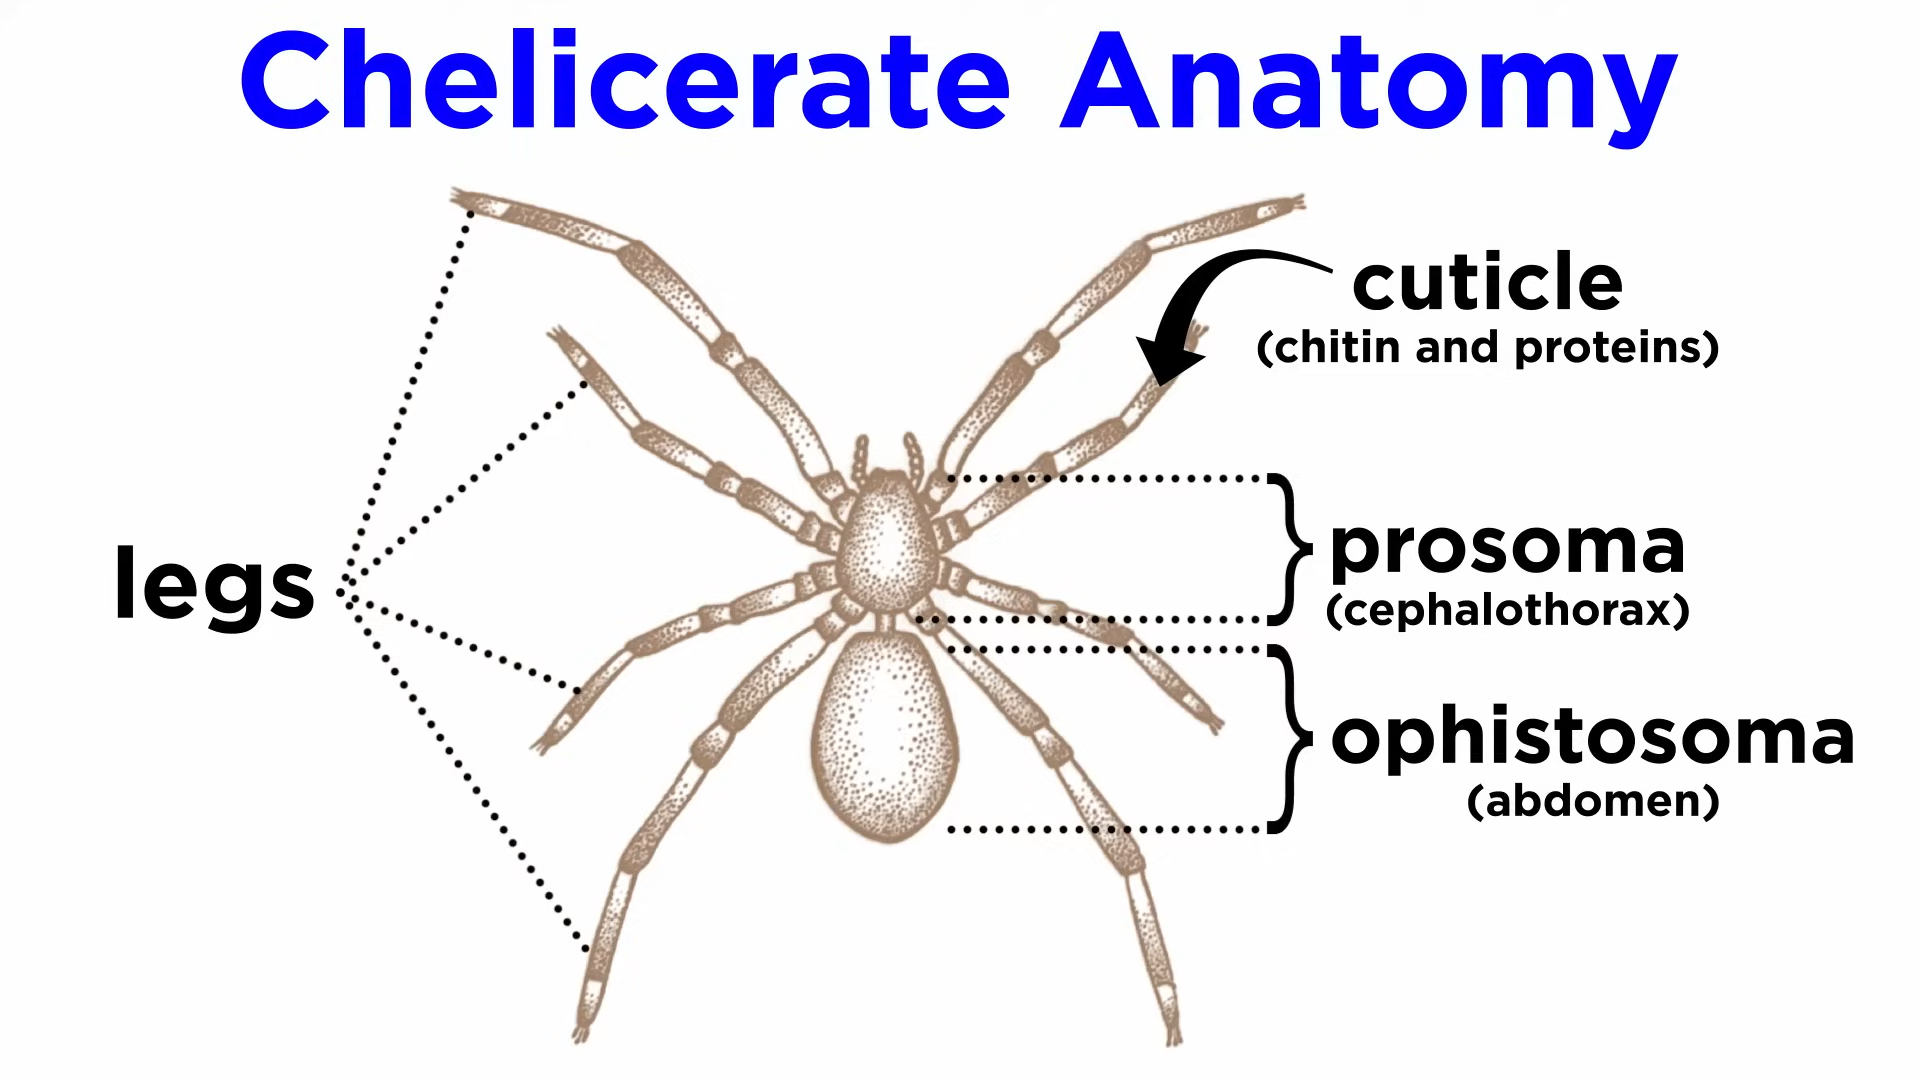 Chelicerate Anatomy
cuticle
(chitin and proteins)
legs
prosoma
(cephalothorax)
ophistosoma
(abdomen)